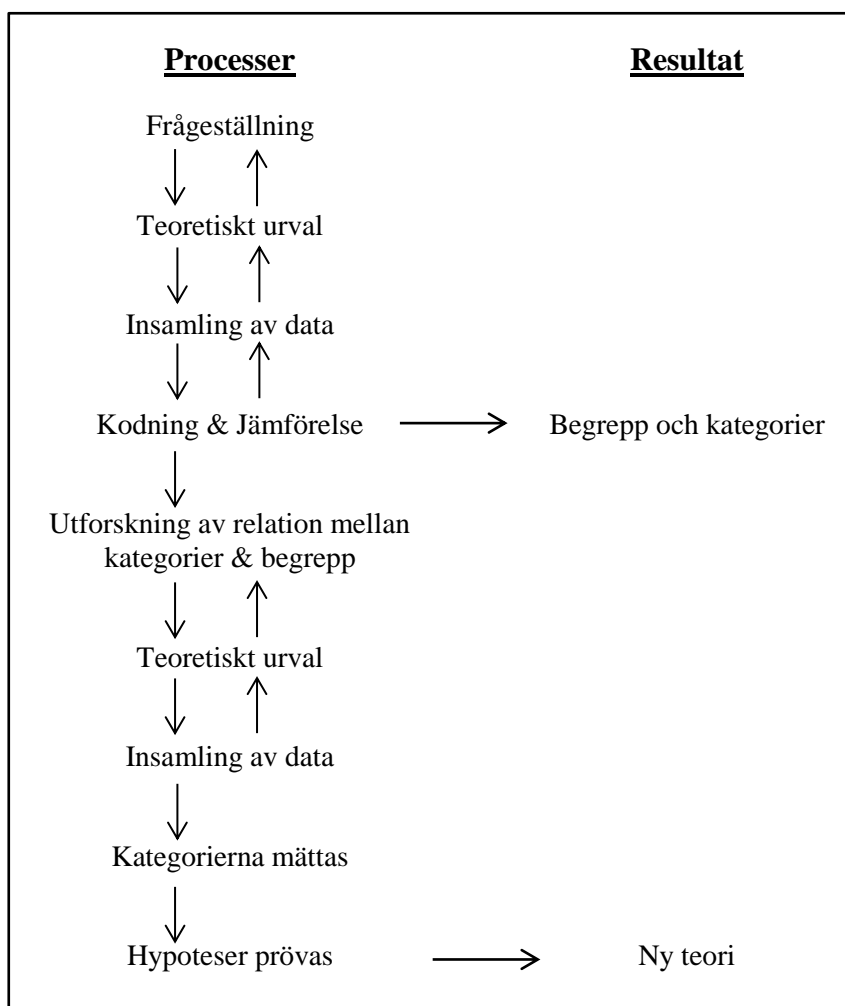 Processer
Resultat
Frågeställning
Teoretiskt urval
Insamling av data
Kodning & Jämförelse
Begrepp och kategorier
Utforskning av relation mellan
kategorier & begrepp
Teoretiskt urval
Insamling av data
Kategorierna mättas
Hypoteser prövas
Ny teori